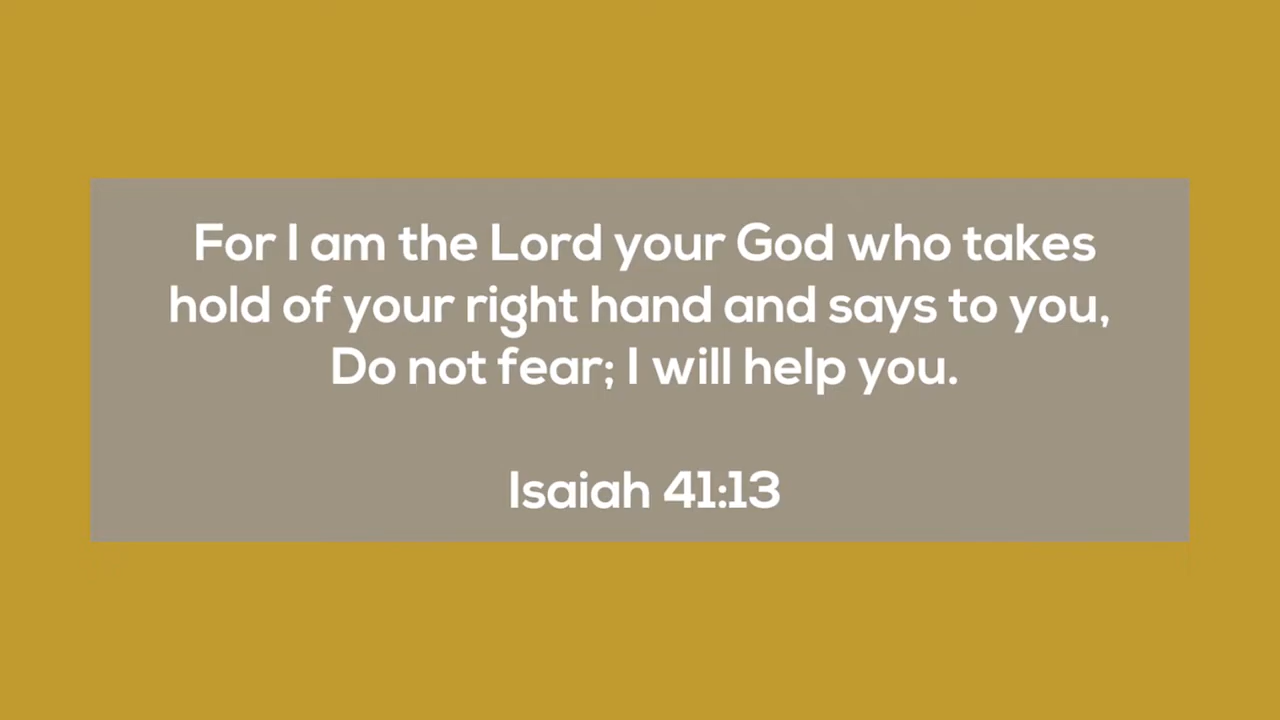 For I am the Lord your God who takes
hold of your right hand and says to you,
Do not fear; I will help you.
Isaiah 41:13